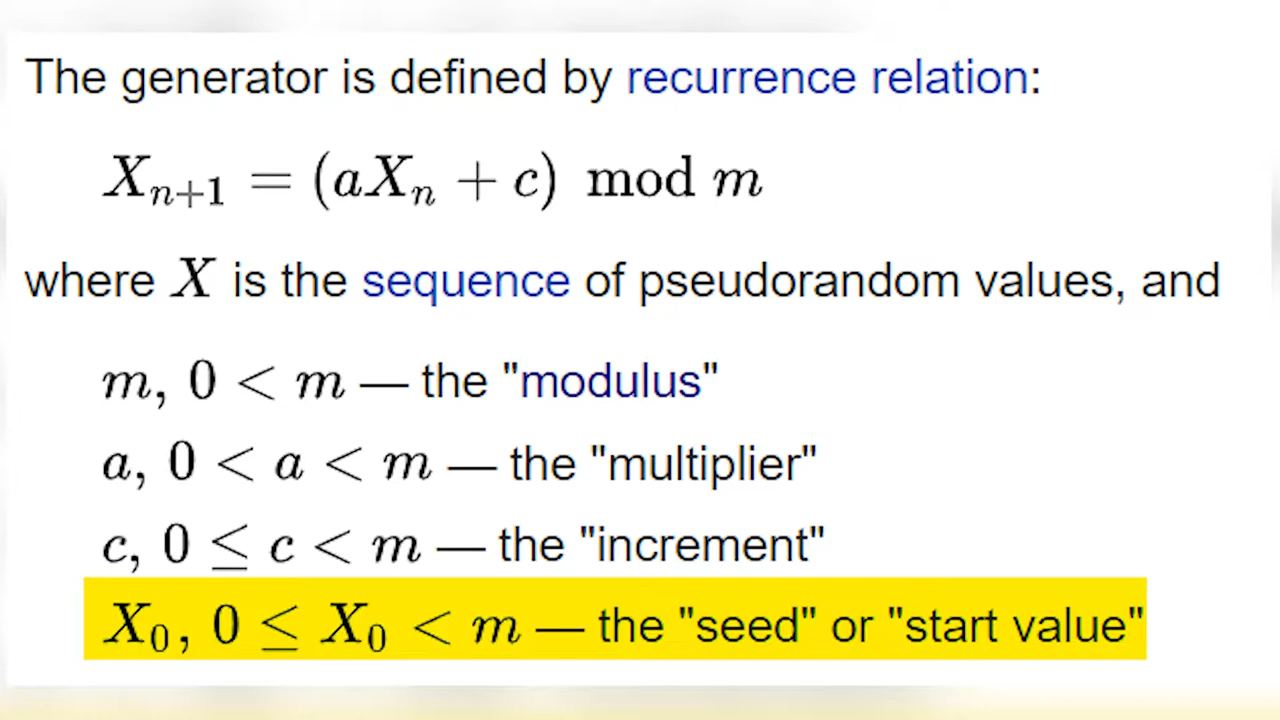 The generator is defined by recurrence relation:
Xₙ₊₁ = (aXₙ + c) mod m
where X is the sequence of pseudorandom values, and
m, 0 < m — the "modulus"
a, 0 < a < m — the "multiplier"
c, 0 ≤ c < m — the "increment"
X₀, 0 ≤ X₀ < m — the "seed" or "start value"